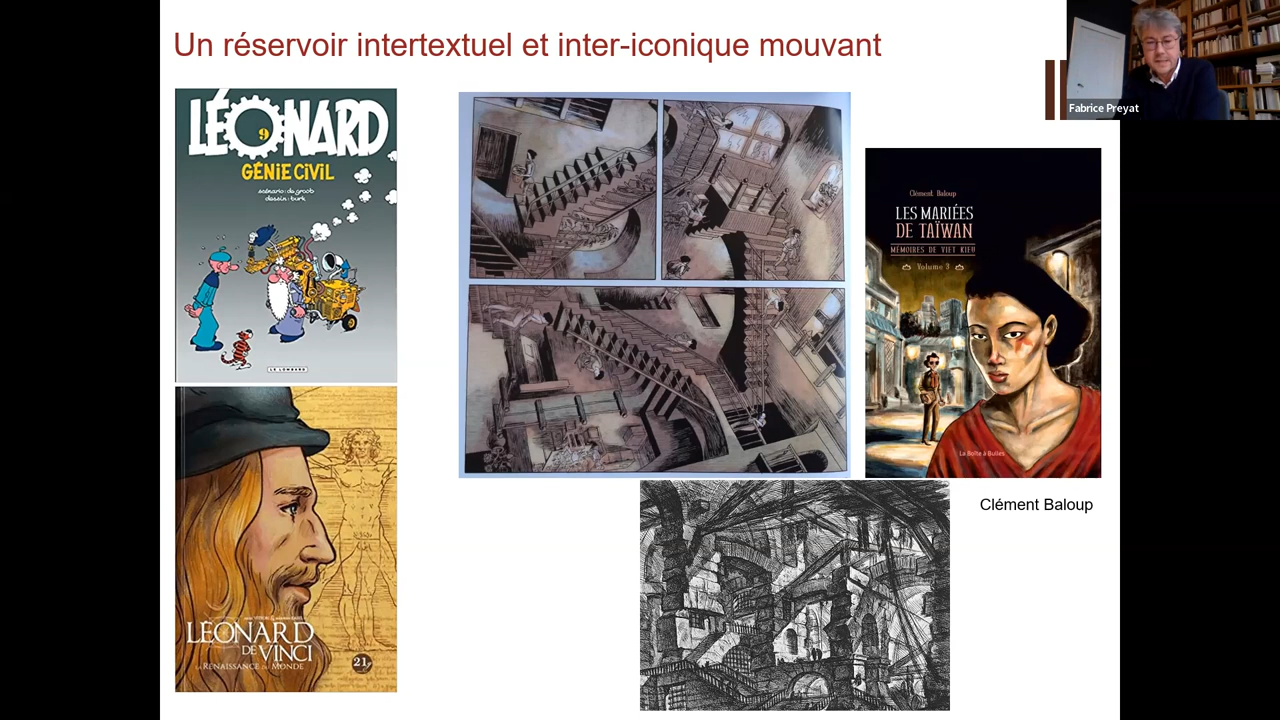 Un réservoir intertextuel et inter-iconique mouvant
Fabrice Preyat
LÉONARD
9
GÉNIE CIVIL
scénario: de groot
dessin: turk
LE LOMBARD
Clément Baloup
LES MARIÉES
DE TAÏWAN
MÉMOIRES DE VIET KIEU
Volume 3
La Boîte à Bulles
Clément Baloup
LÉONARD
DE VINCI
LA RENAISSANCE DU MONDE
21